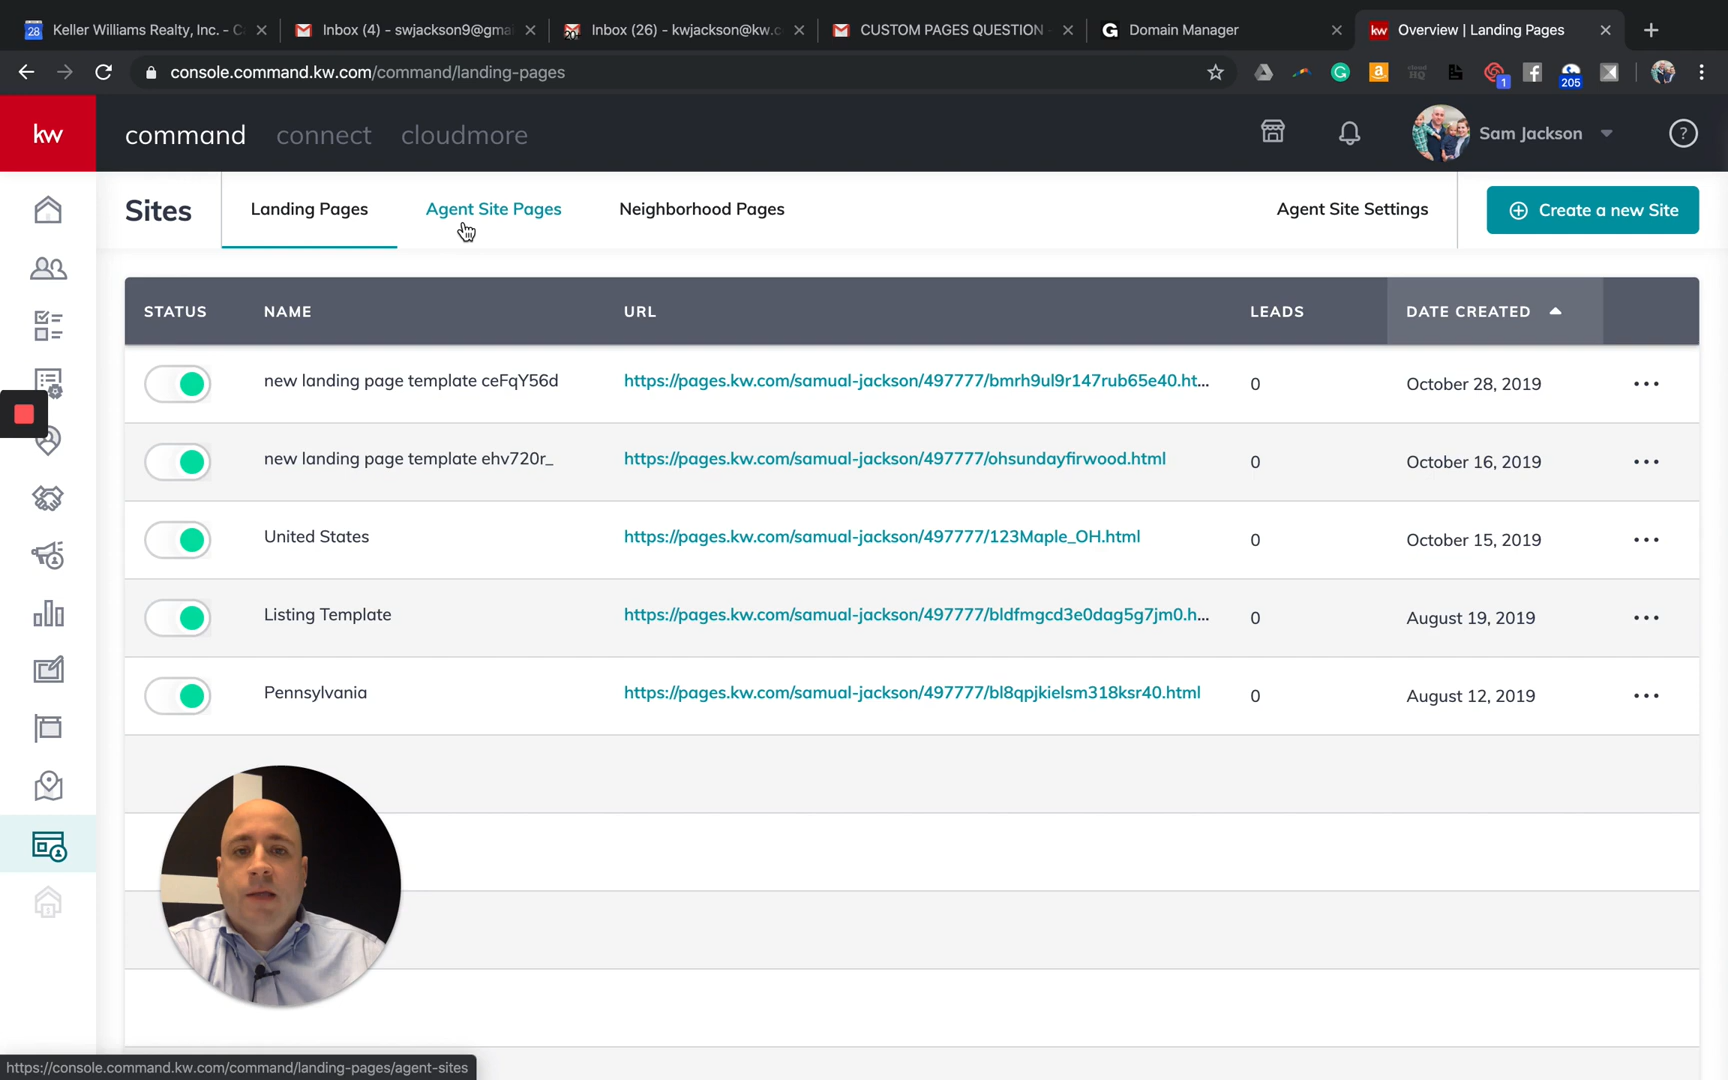 Keller Williams Realty, Inc. - C
Inbox (4) - swjackson9@gmai
Inbox (26) - kwjackson@kw.c
CUSTOM PAGES QUESTION -
G Domain Manager
kw Overview | Landing Pages
console.command.kw.com/command/landing-pages
1
205
kw
command
connect
cloudmore
Sam Jackson
?
Sites
Landing Pages
Agent Site Pages
Neighborhood Pages
Agent Site Settings
Create a new Site
STATUS NAME URL LEADS DATE CREATED
new landing page template ceFqY56d https://pages.kw.com/samual-jackson/497777/bmrh9ul9r147rub65e40.ht... 0 October 28, 2019
new landing page template ehv720r_ https://pages.kw.com/samual-jackson/497777/ohsundayfirwood.html 0 October 16, 2019
United States https://pages.kw.com/samual-jackson/497777/123Maple_OH.html 0 October 15, 2019
Listing Template https://pages.kw.com/samual-jackson/497777/bldfmgcd3e0dag5g7jm0.h... 0 August 19, 2019
Pennsylvania https://pages.kw.com/samual-jackson/497777/bl8qpjkielsm318ksr40.html 0 August 12, 2019
https://console.command.kw.com/command/landing-pages/agent-sites